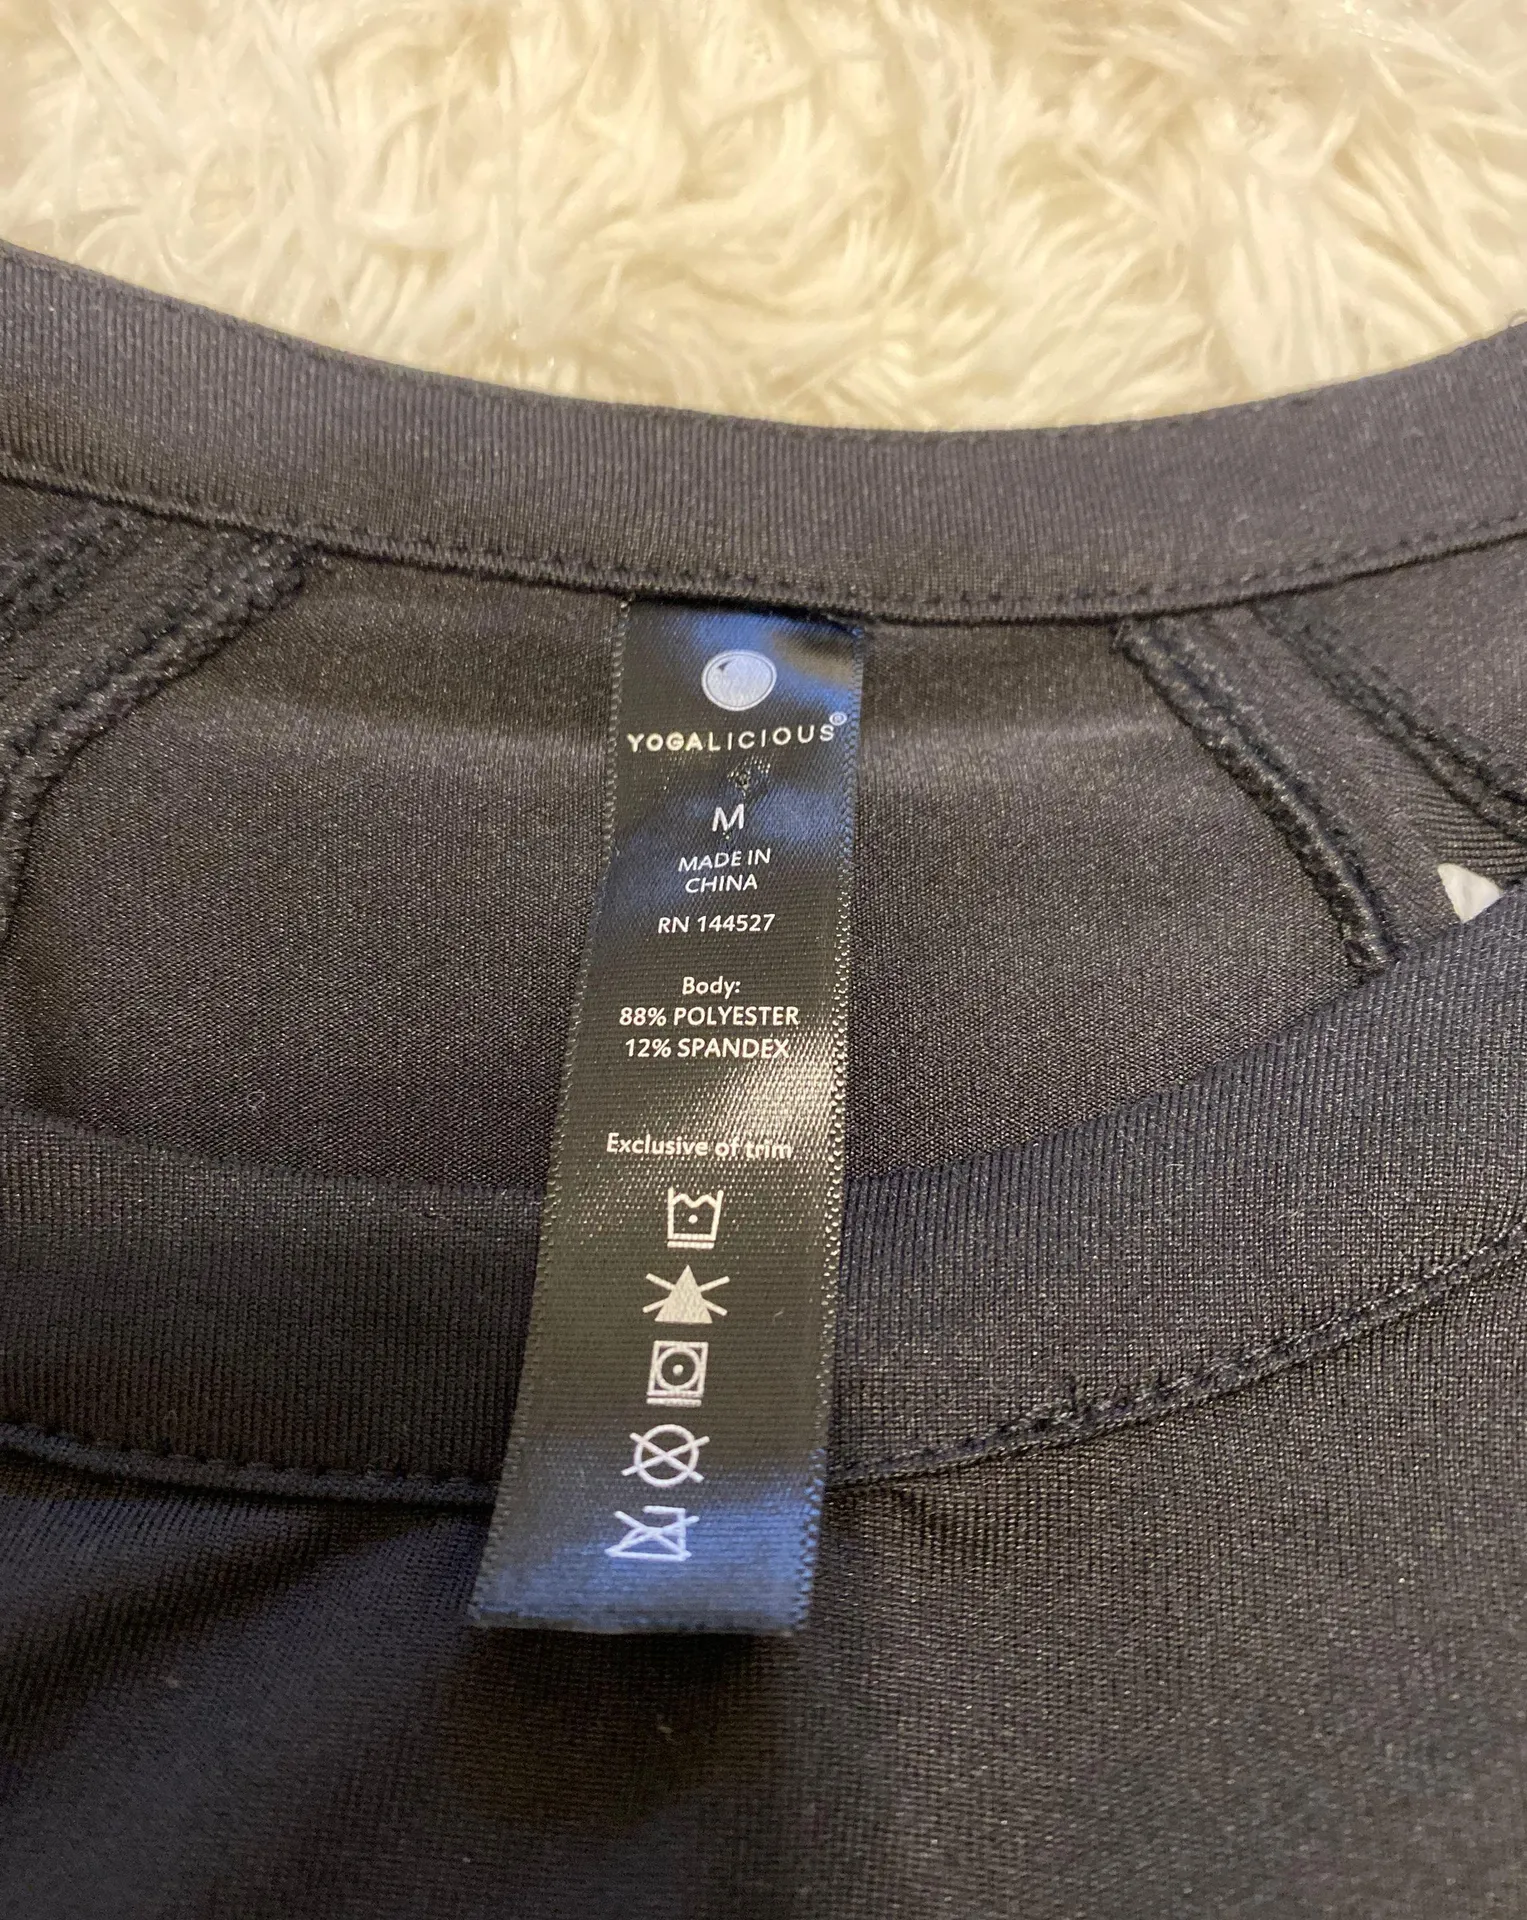 YOGALICIOUS®
M
MADE IN
CHINA
RN 144527
Body:
88% POLYESTER
12% SPANDEX
Exclusive of trim